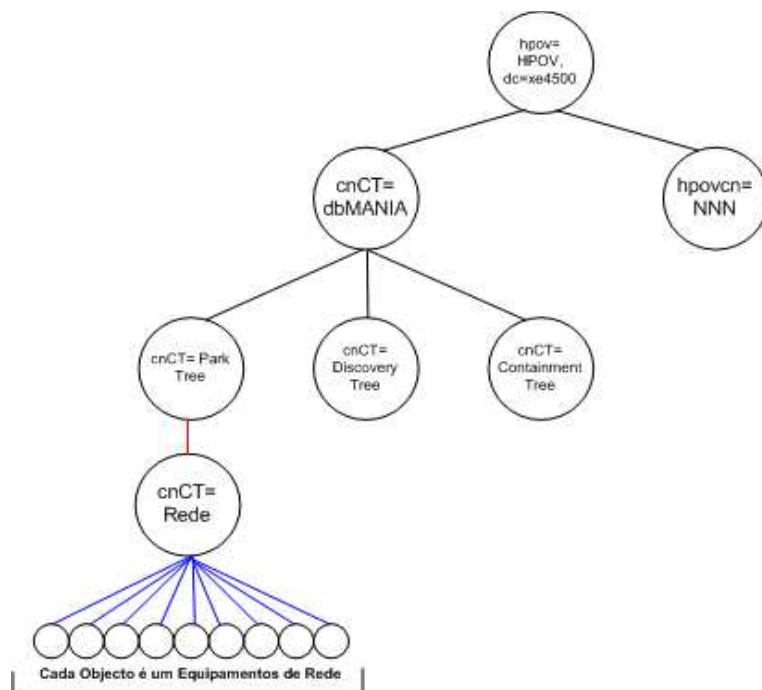 hpov=
HPOV,
dc=xe4500
cnCT=
dbMANIA
hpovcn=
NNN
cnCT= Park
Tree
cnCT=
Discovery
Tree
cnCT=
Containment
Tree
cnCT=
Rede
Cada Objecto é um Equipamentos de Rede